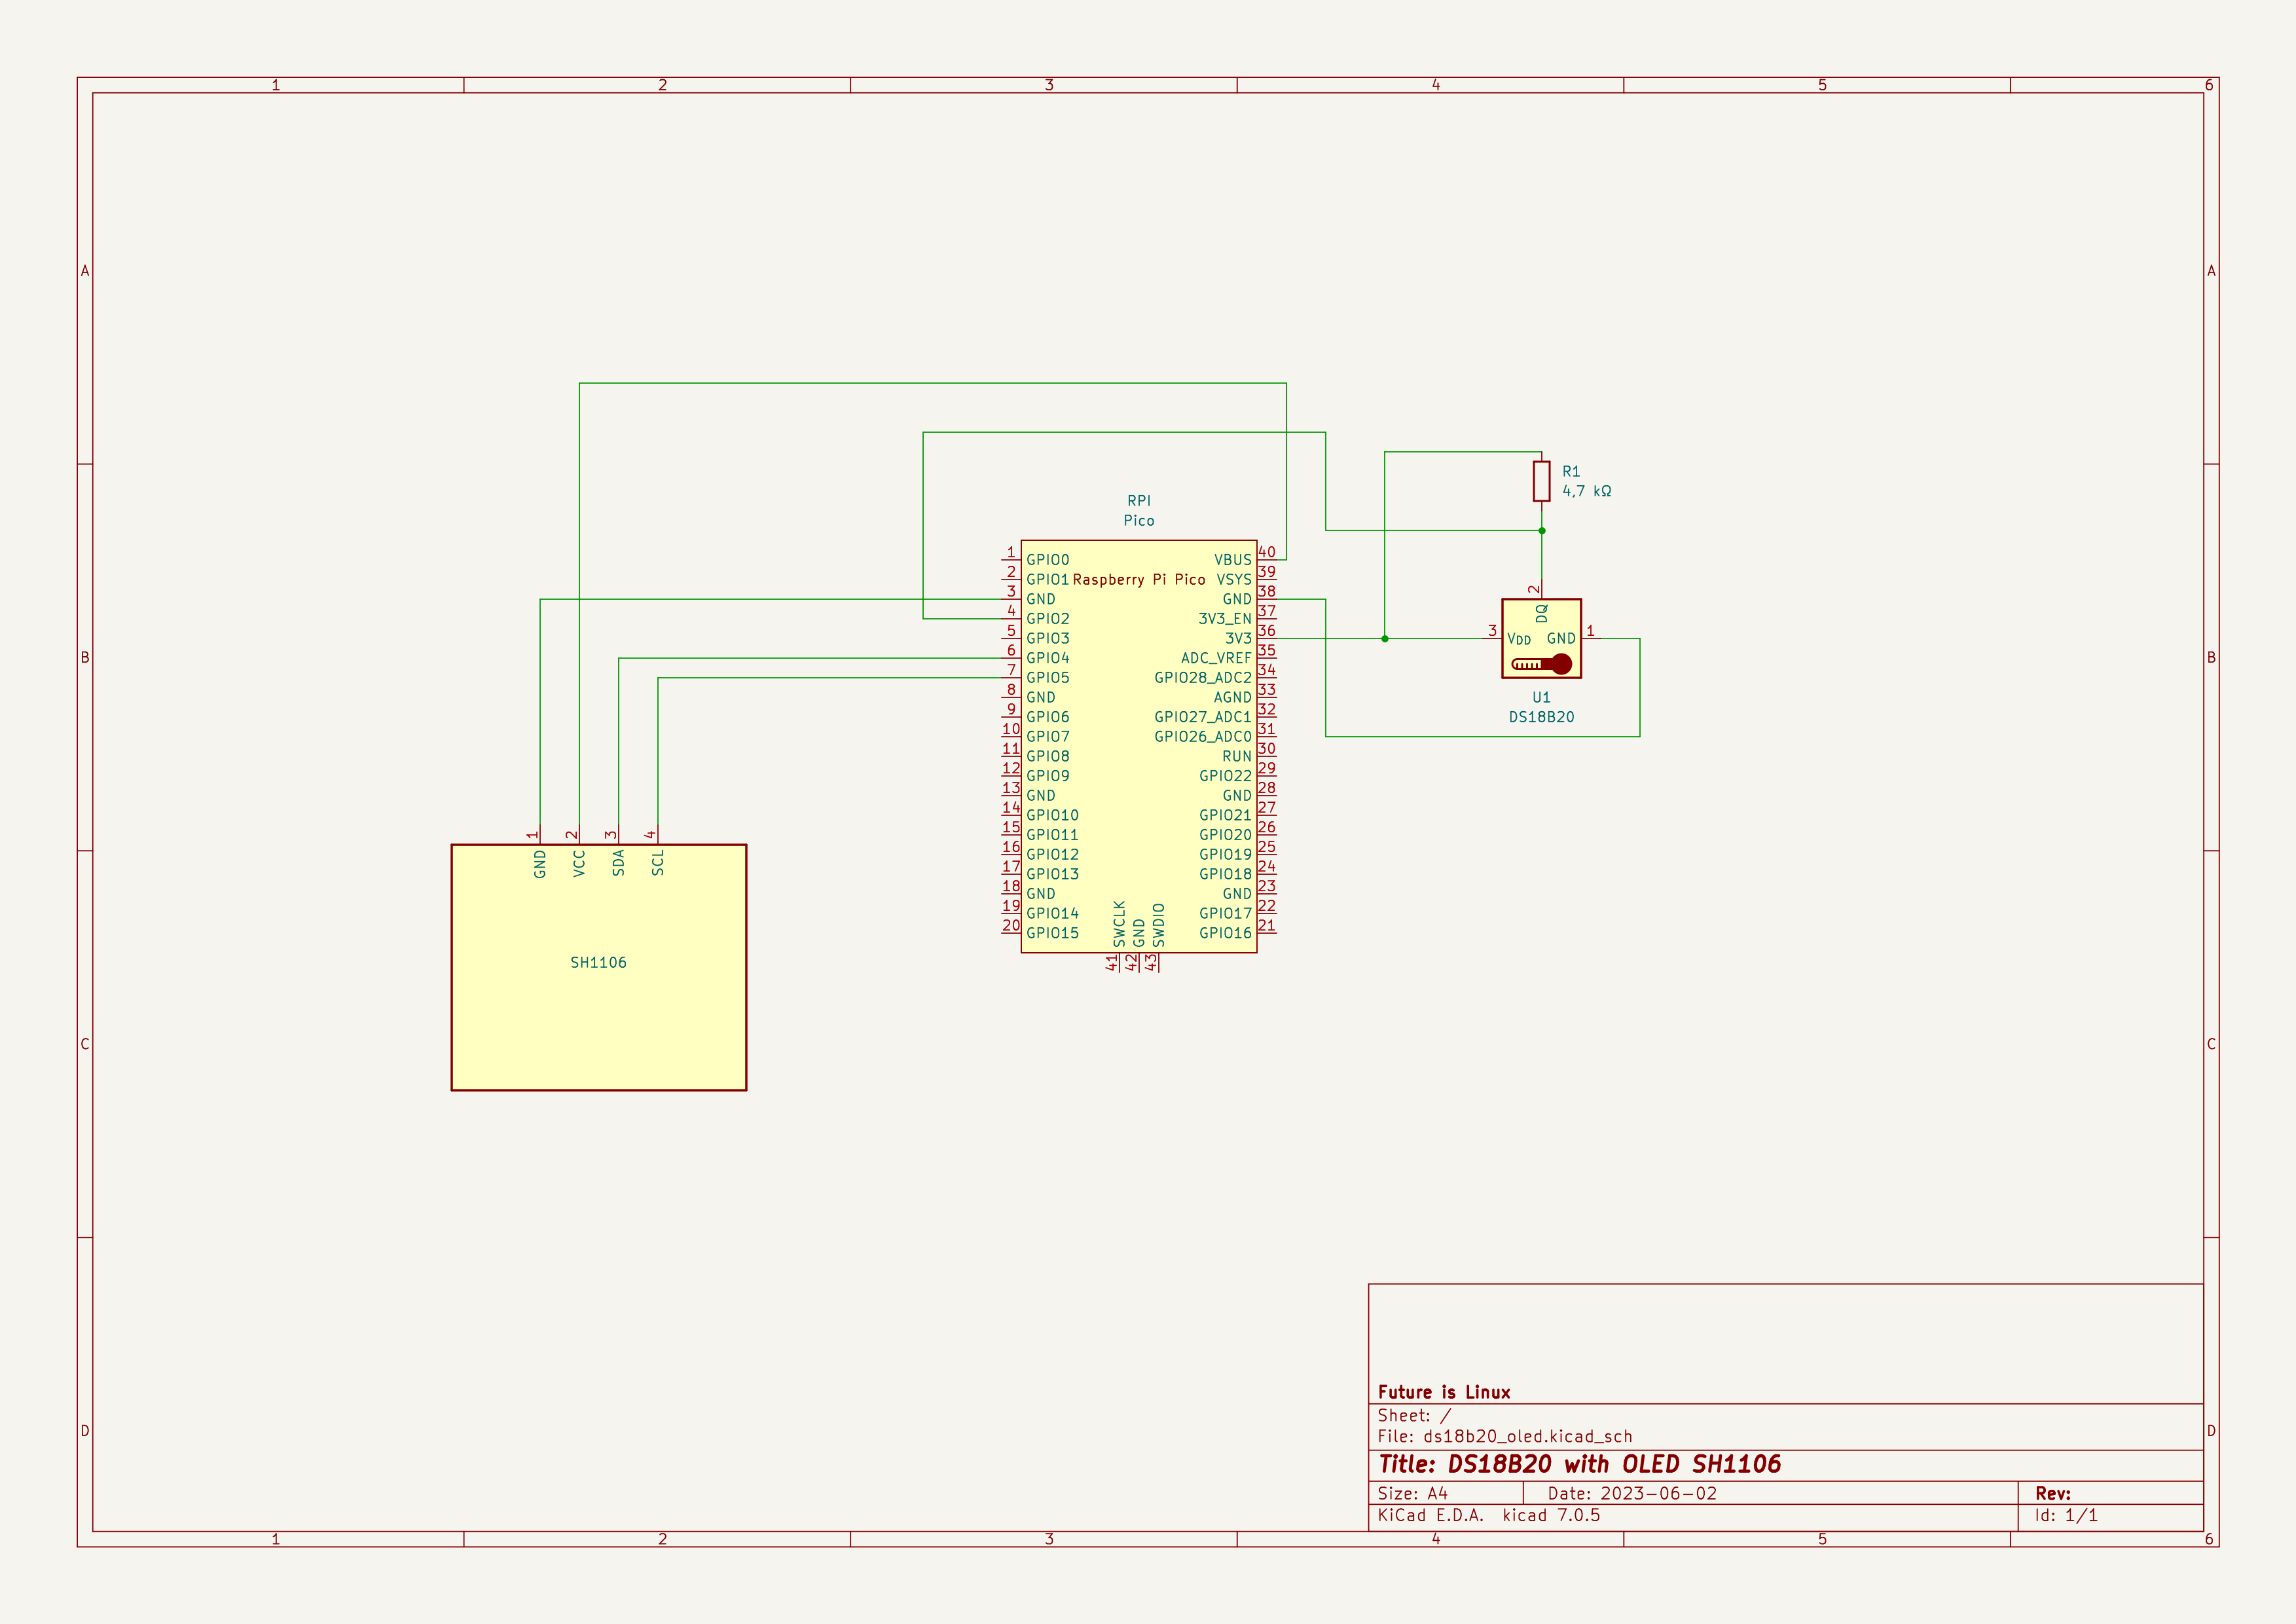 1 2 3 4 5 6
A A
RPI
Pico
R1
4,7 kΩ
Raspberry Pi Pico
1 GPIO0 VBUS 40
2 GPIO1 VSYS 39
3 GND GND 38
4 GPIO2 3V3_EN 37
5 GPIO3 3V3 36
6 GPIO4 ADC_VREF 35
7 GPIO5 GPIO28_ADC2 34
8 GND AGND 33
9 GPIO6 GPIO27_ADC1 32
10 GPIO7 GPIO26_ADC0 31
11 GPIO8 RUN 30
12 GPIO9 GPIO22 29
13 GND GND 28
14 GPIO10 GPIO21 27
15 GPIO11 GPIO20 26
16 GPIO12 GPIO19 25
17 GPIO13 GPIO18 24
18 GND GND 23
19 GPIO14 GPIO17 22
20 GPIO15 GPIO16 21
SWCLK GND SWDIO
41 42 43
2
DQ
3 VDD GND 1
U1
DS18B20
B B
1 2 3 4
GND VCC SDA SCL
SH1106
C C
D D
Future is Linux
Sheet: /
File: ds18b20_oled.kicad_sch
Title: DS18B20 with OLED SH1106
Size: A4 Date: 2023-06-02 Rev:
KiCad E.D.A. kicad 7.0.5 Id: 1/1
1 2 3 4 5 6